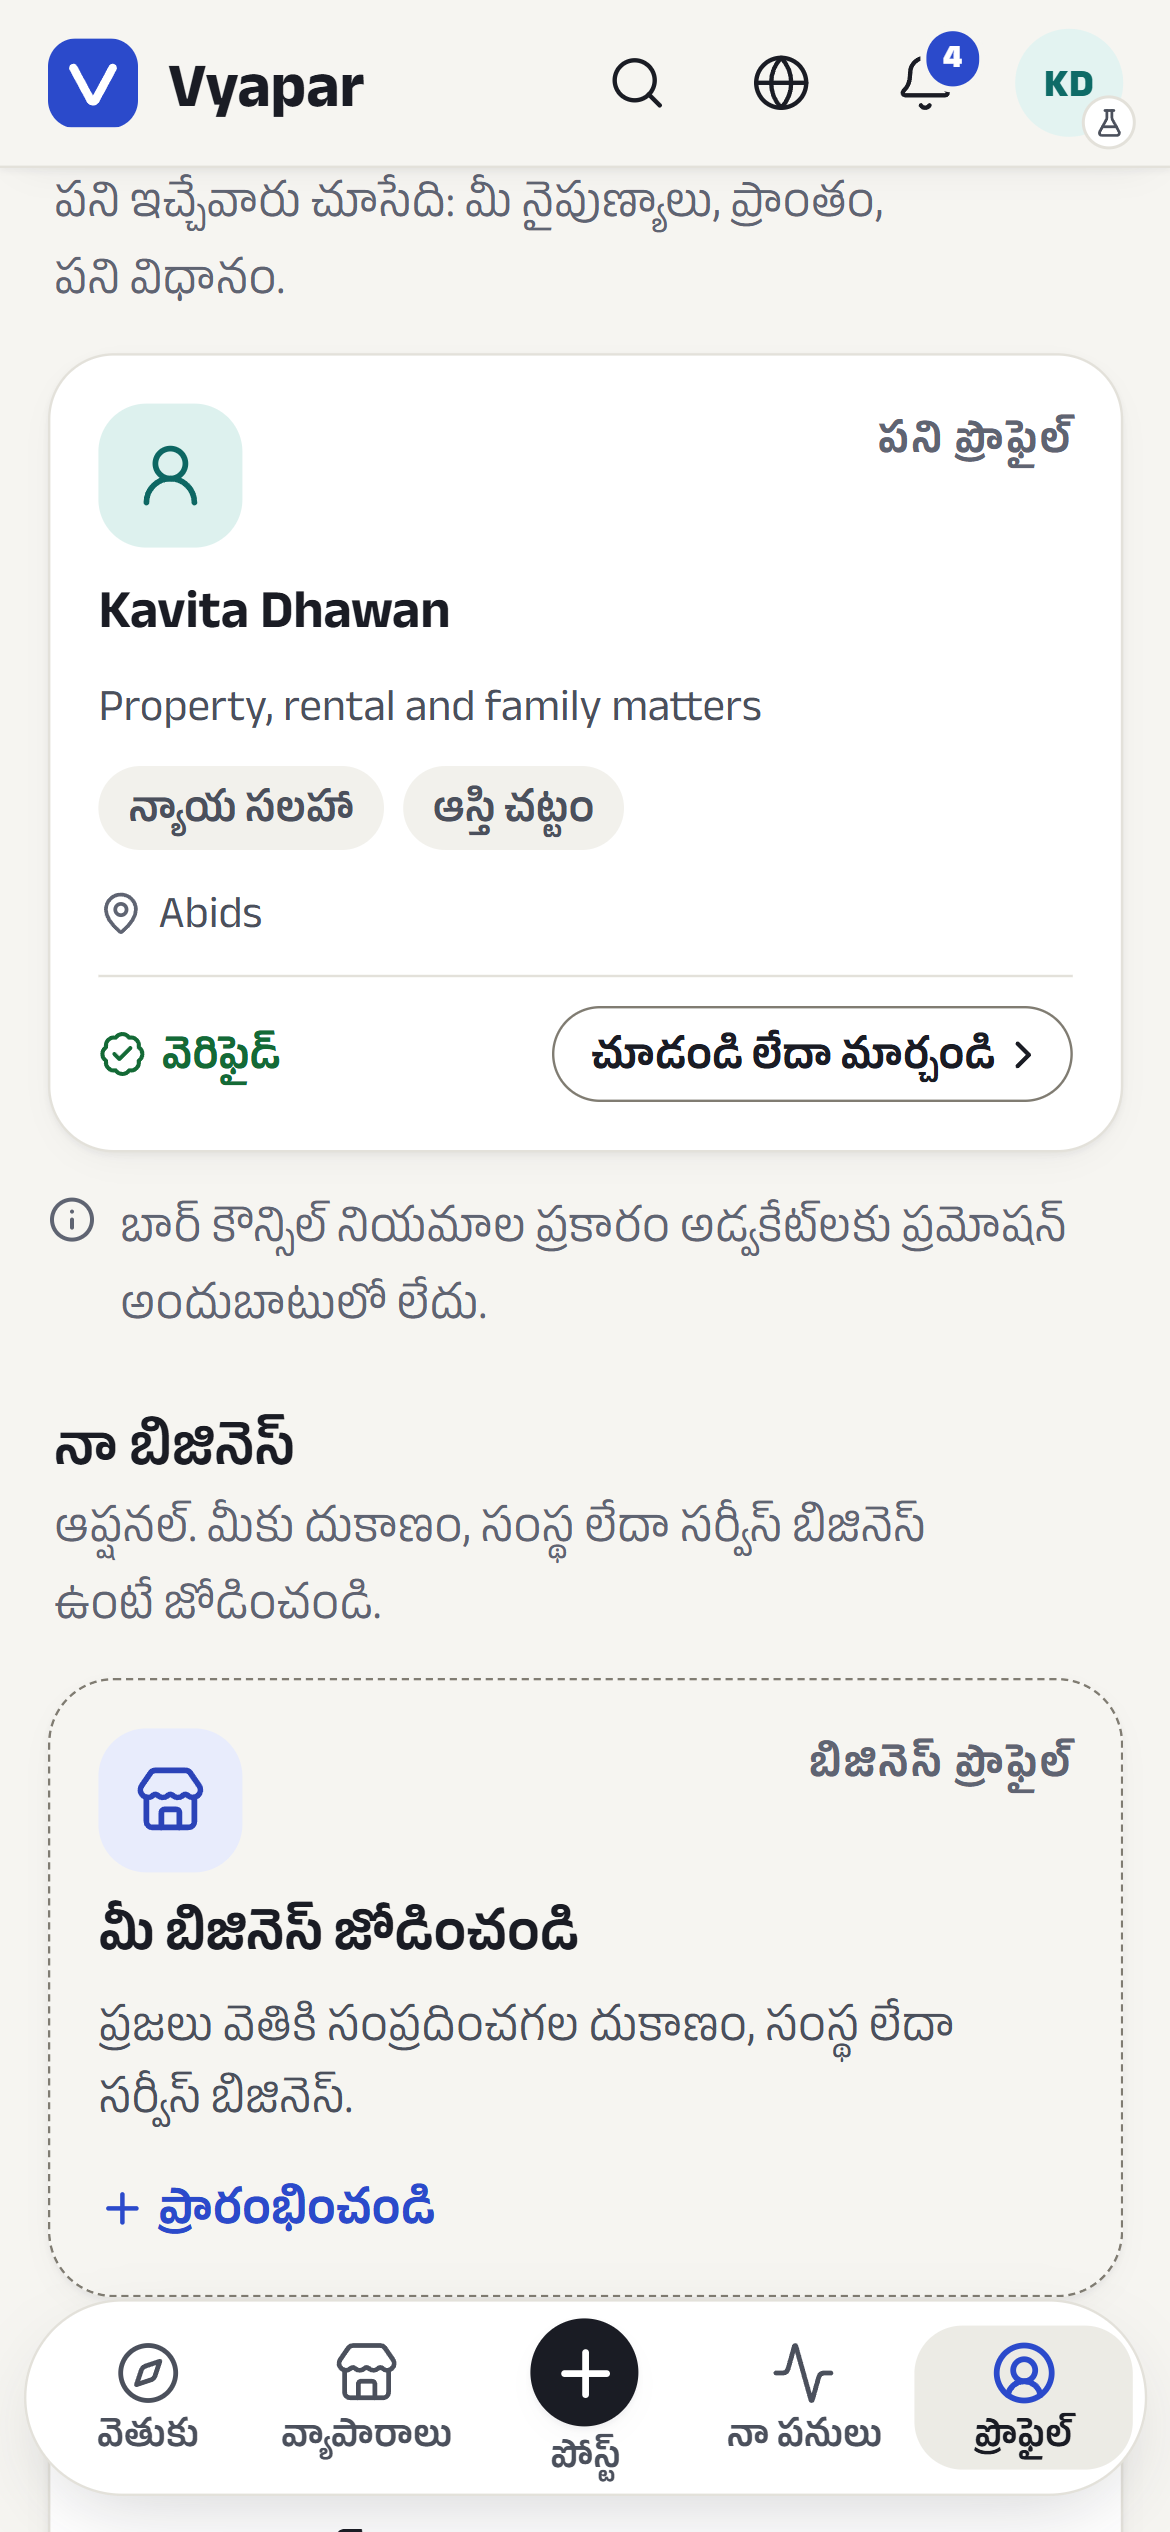 Vyapar
4
KD
పని ఇచ్చేవారు చూసేది: మీ నైపుణ్యాలు, ప్రాంతం,
పని విధానం.
పని ప్రొఫైల్
Kavita Dhawan
Property, rental and family matters
న్యాయ సలహా
ఆస్తి చట్టం
Abids
వెరిఫైడ్
చూడండి లేదా మార్చండి
బార్ కౌన్సిల్ నియమాల ప్రకారం అడ్వకేట్‌లకు ప్రమోషన్
అందుబాటులో లేదు.
నా బిజినెస్
ఆప్షనల్. మీకు దుకాణం, సంస్థ లేదా సర్వీస్ బిజినెస్
ఉంటే జోడించండి.
బిజినెస్ ప్రొఫైల్
మీ బిజినెస్ జోడించండి
ప్రజలు వెతికి సంప్రదించగల దుకాణం, సంస్థ లేదా
సర్వీస్ బిజినెస్.
+ ప్రారంభించండి
వెతుకు
వ్యాపారాలు
పోస్ట్
నా పనులు
ప్రొఫైల్